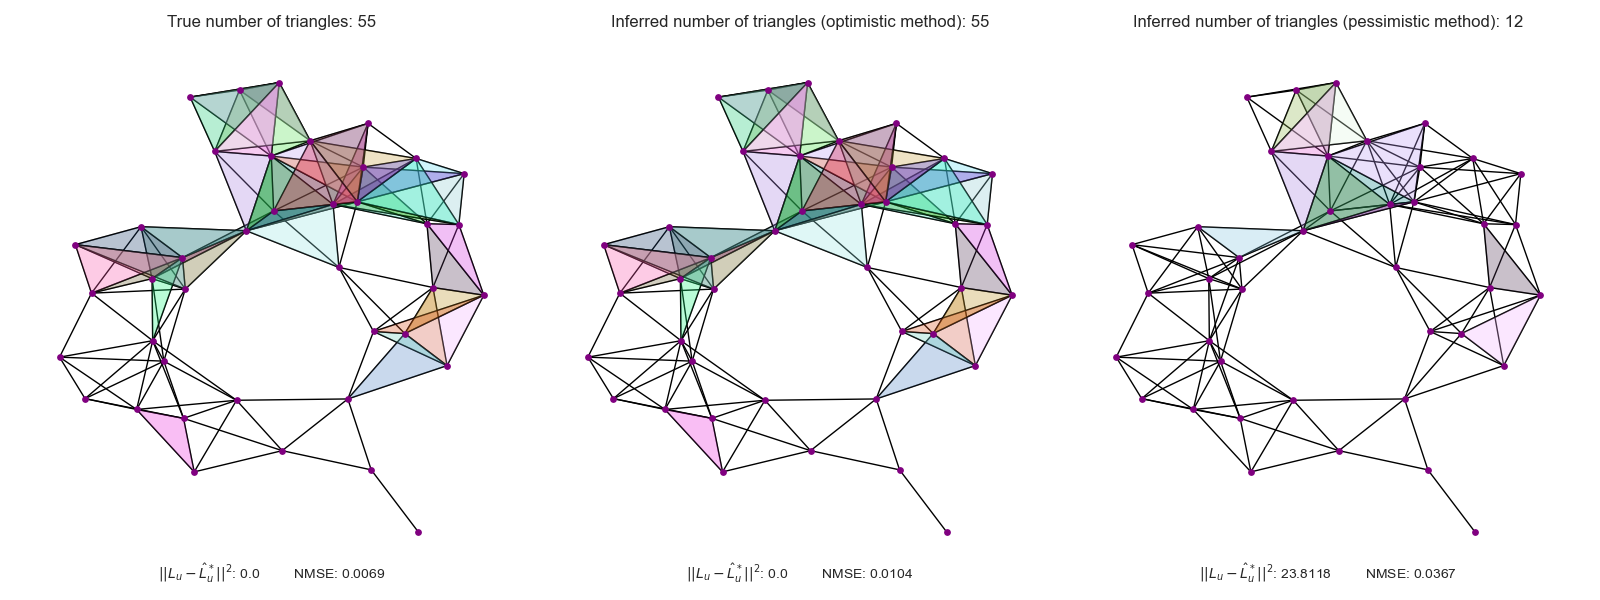 True number of triangles: 55
Inferred number of triangles (optimistic method): 55
Inferred number of triangles (pessimistic method): 12
$||L_u - \hat{L}_u^*||^2$: 0.0 NMSE: 0.0069
$||L_u - \hat{L}_u^*||^2$: 0.0 NMSE: 0.0104
$||L_u - \hat{L}_u^*||^2$: 23.8118 NMSE: 0.0367